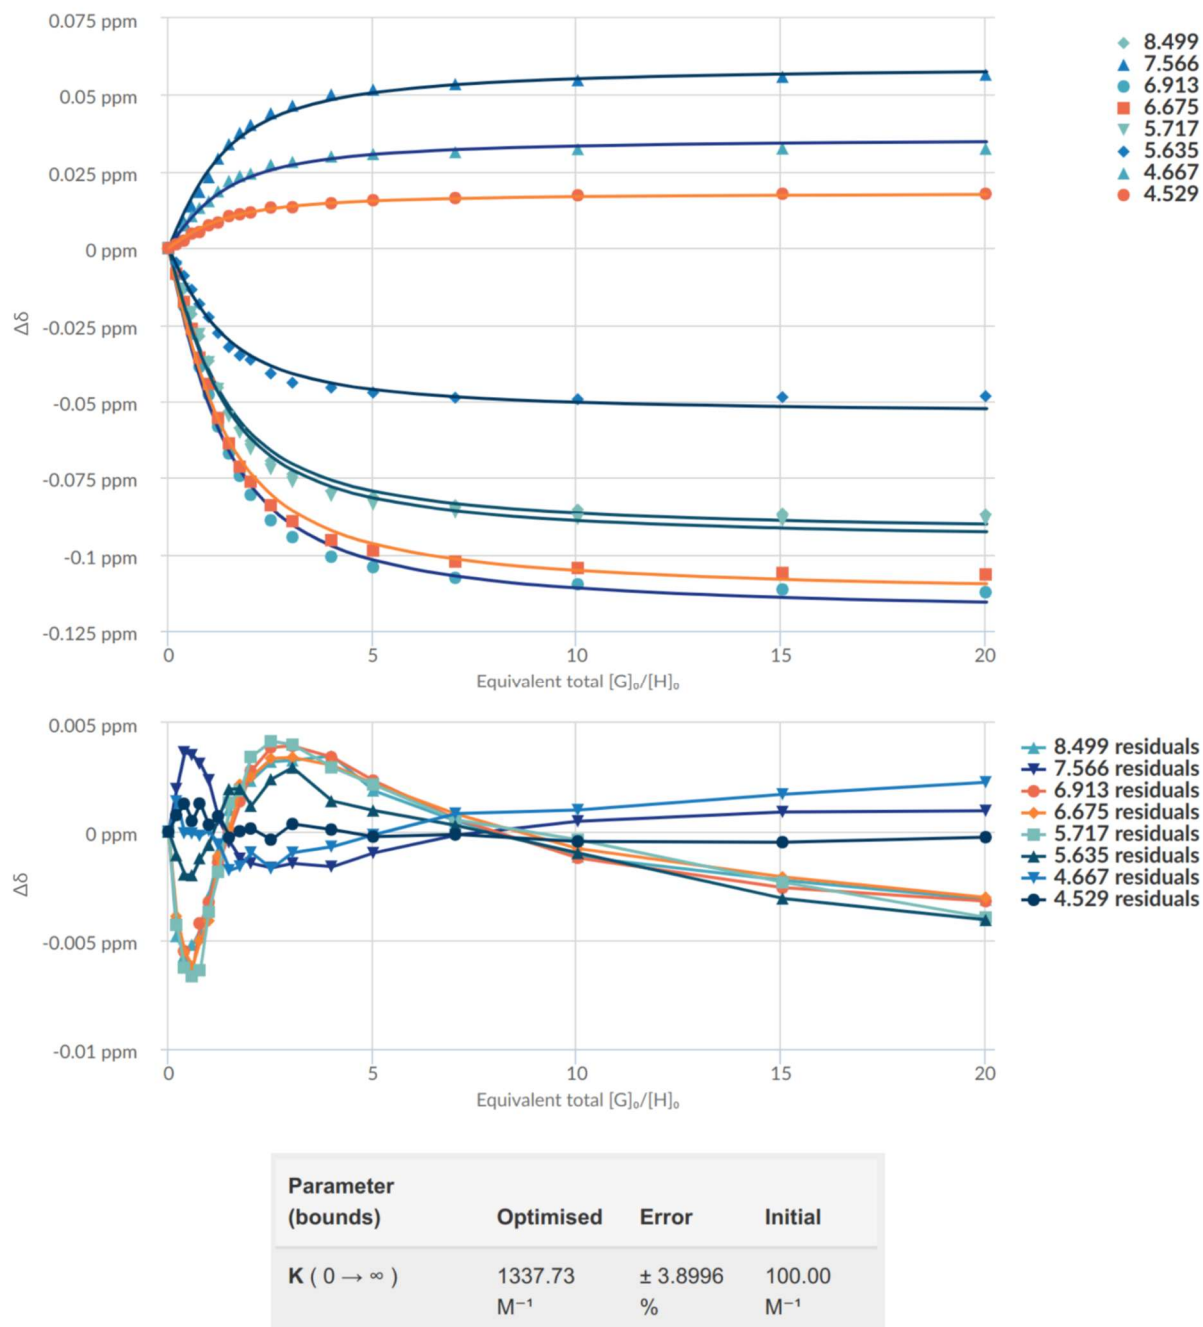 0.075 ppm
0.05 ppm
0.025 ppm
0 ppm
-0.025 ppm
-0.05 ppm
-0.075 ppm
-0.1 ppm
-0.125 ppm
Δδ
0 5 10 15 20
Equivalent total [G]₀/[H]₀
8.499
7.566
6.913
6.675
5.717
5.635
4.667
4.529
0.005 ppm
0 ppm
-0.005 ppm
-0.01 ppm
Δδ
0 5 10 15 20
Equivalent total [G]₀/[H]₀
8.499 residuals
7.566 residuals
6.913 residuals
6.675 residuals
5.717 residuals
5.635 residuals
4.667 residuals
4.529 residuals
Parameter
(bounds) Optimised Error Initial
K ( 0 → ∞ ) 1337.73 ± 3.8996 100.00
M⁻¹ % M⁻¹